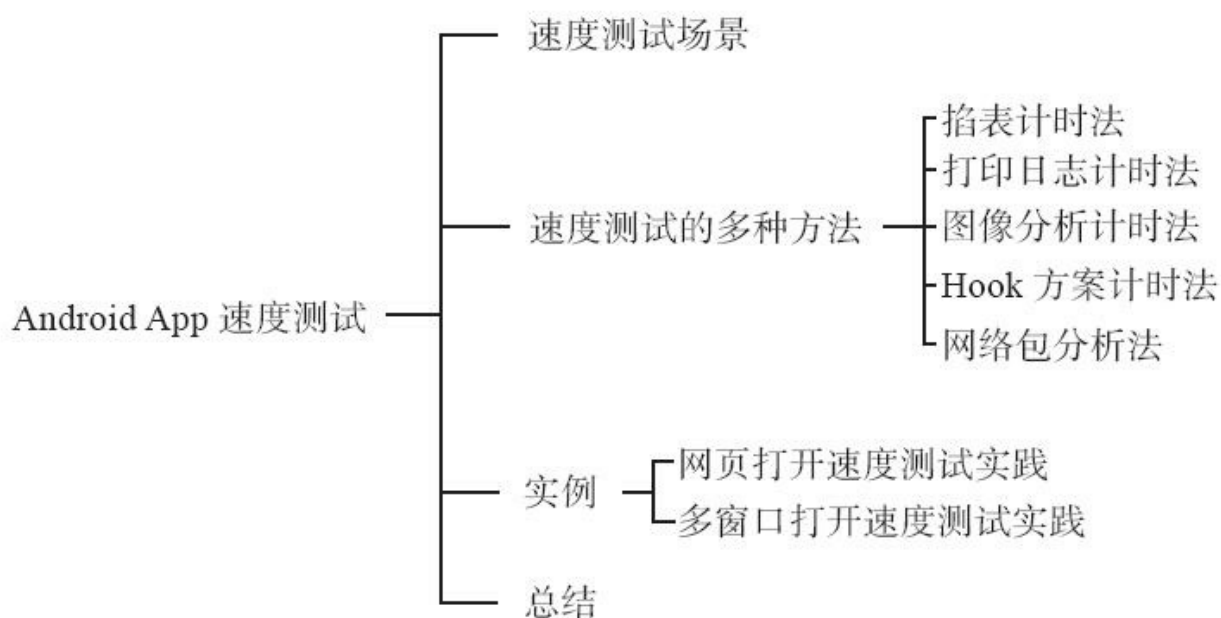 Android App 速度测试
速度测试场景
速度测试的多种方法
掐表计时法
打印日志计时法
图像分析计时法
Hook 方案计时法
网络包分析法
实例
网页打开速度测试实践
多窗口打开速度测试实践
总结